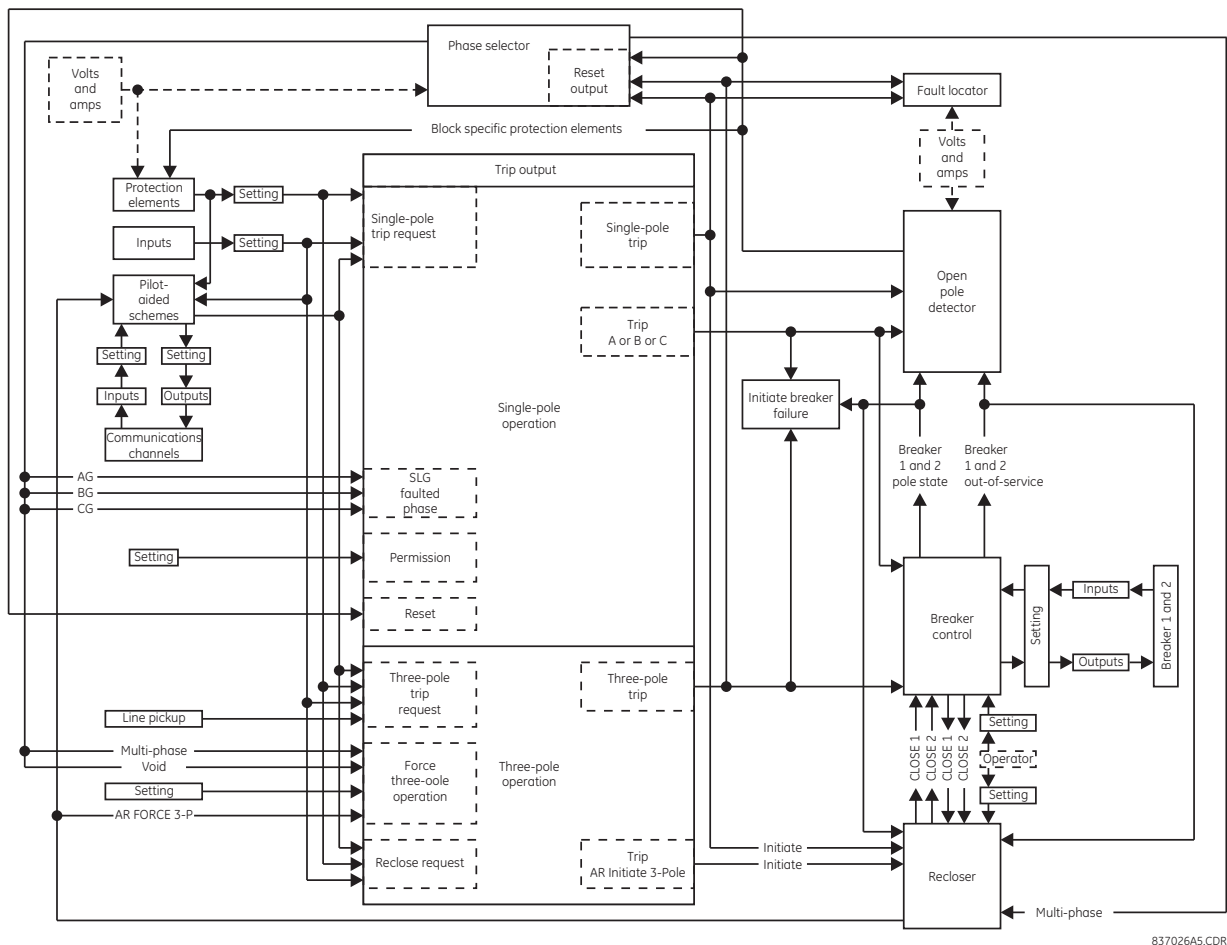 Phase selector
Reset
output
Volts
and
amps
Fault locator
Block specific protection elements
Volts
and
amps
Trip output
Protection
elements
Setting
Single-pole
trip request
Single-pole
trip
Inputs
Setting
Pilot-
aided
schemes
Open
pole
detector
Trip
A or B or C
Setting
Setting
Inputs
Outputs
Communications
channels
Single-pole
operation
Initiate breaker
failure
Breaker
1 and 2
pole state
Breaker
1 and 2
out-of-service
AG
BG
CG
SLG
faulted
phase
Setting
Permission
Reset
Breaker
control
Setting
Inputs
Outputs
Breaker 1 and 2
Three-pole
trip
request
Three-pole
trip
Line pickup
Setting
Operator
Setting
CLOSE 1
CLOSE 2
CLOSE 1
CLOSE 2
Multi-phase
Void
Setting
AR FORCE 3-P
Force
three-oole
operation
Three-pole
operation
Reclose request
Trip
AR Initiate 3-Pole
Initiate
Initiate
Recloser
Multi-phase
837026A5.CDR